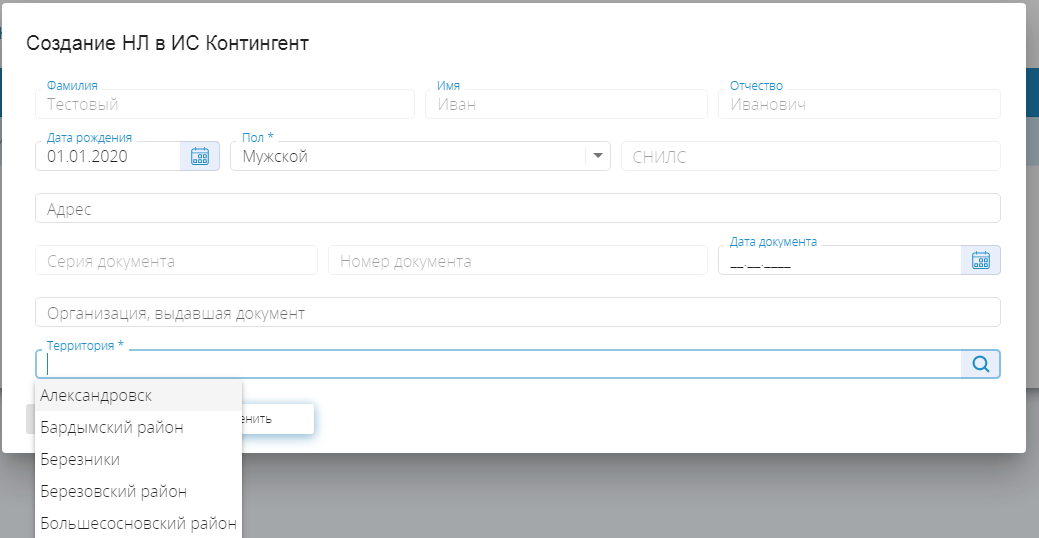 Создание НЛ в ИС Контингент
Фамилия Имя Отчество
Тестовый Иван Иванович
Дата рождения Пол *
01.01.2020 Мужской СНИЛС
Адрес
Дата документа
Серия документа Номер документа __.__.____
Организация, выдавшая документ
Территория *
Александровск
Бардымский район
Березники
Березовский район
Большесосновский район